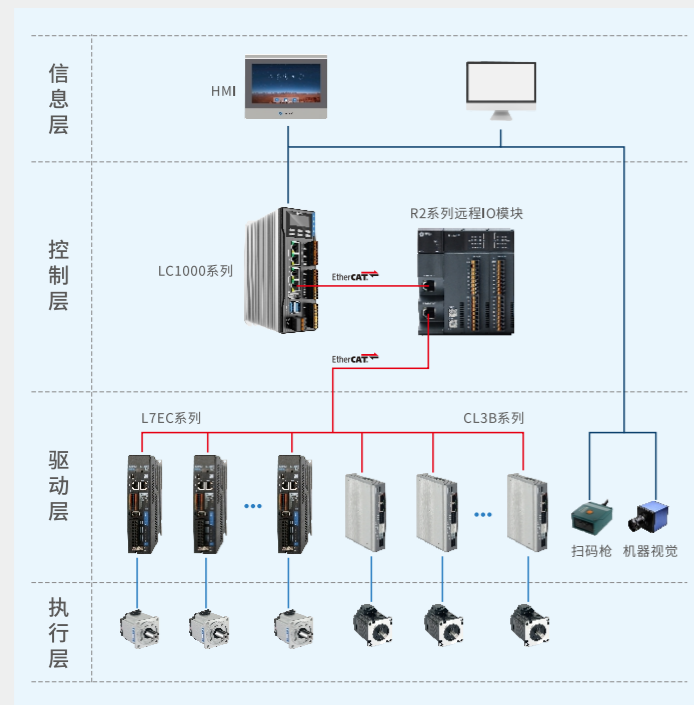 信息层
HMI
控制层
R2系列远程IO模块
LC1000系列
EtherCAT
EtherCAT
驱动层
L7EC系列
CL3B系列
扫码枪
机器视觉
执行层